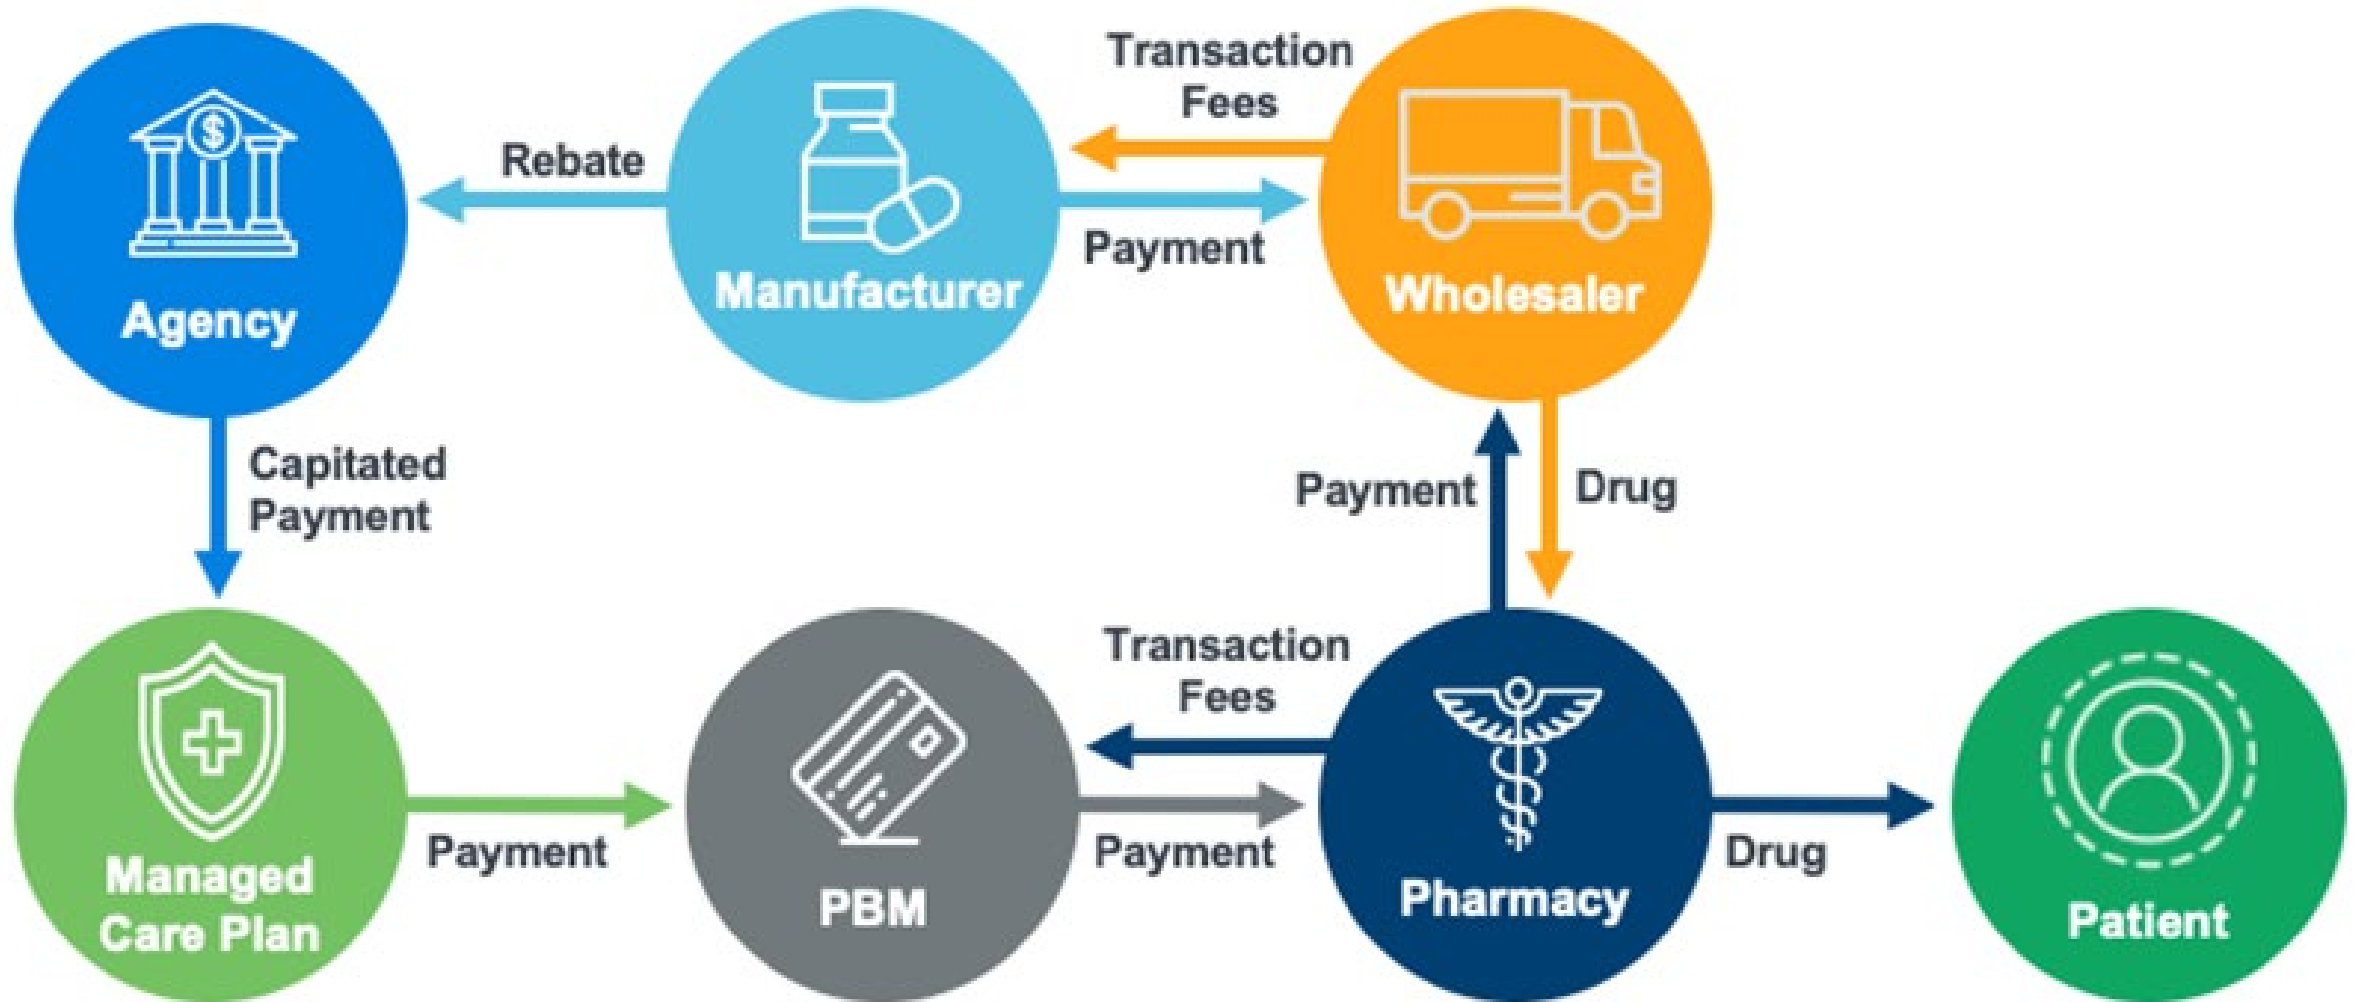 Transaction
Fees
$
Rebate
Payment
Manufacturer
Wholesaler
Agency
Capitated
Payment
Payment
Drug
Transaction
Fees
Payment
Payment
Drug
Managed
Care Plan
PBM
Pharmacy
Patient